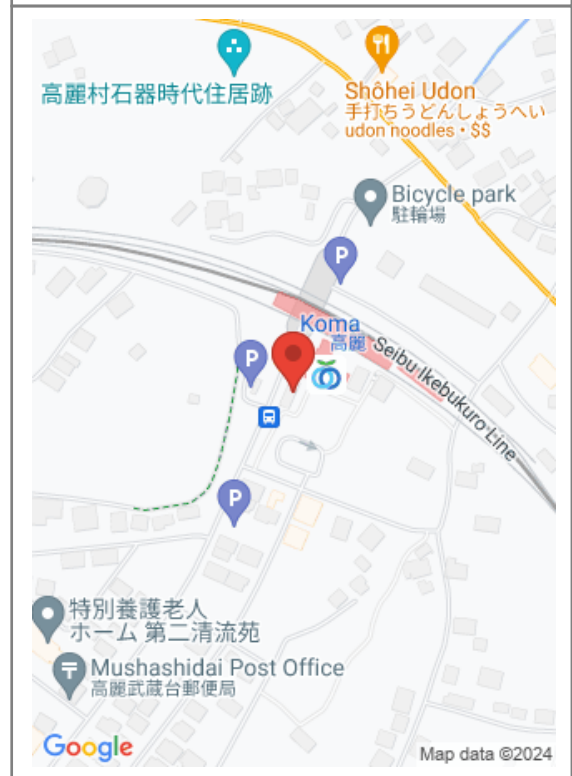 高麗村石器時代住居跡
Shōhei Udon
手打ちうどんしょうへい
udon noodles • $$
Bicycle park
駐輪場
P
Koma
高麗
Seibu Ikebukuro Line
P
P
特別養護老人
ホーム 第二清流苑
Mushashidai Post Office
高麗武蔵台郵便局
Google
Map data ©2024